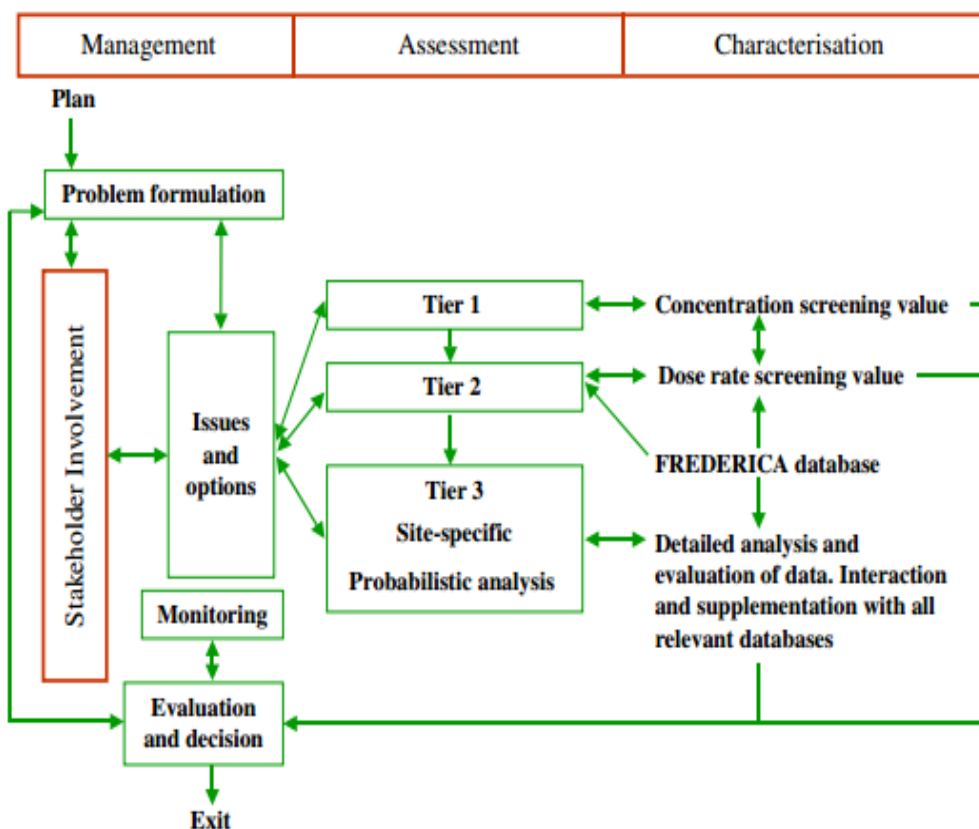 Management
Assessment
Characterisation
Plan
Problem formulation
Stakeholder Involvement
Issues
and
options
Monitoring
Evaluation
and decision
Exit
Tier 1
Tier 2
Tier 3
Site-specific
Probabilistic analysis
Concentration screening value
Dose rate screening value
FREDERICA database
Detailed analysis and
evaluation of data. Interaction
and supplementation with all
relevant databases